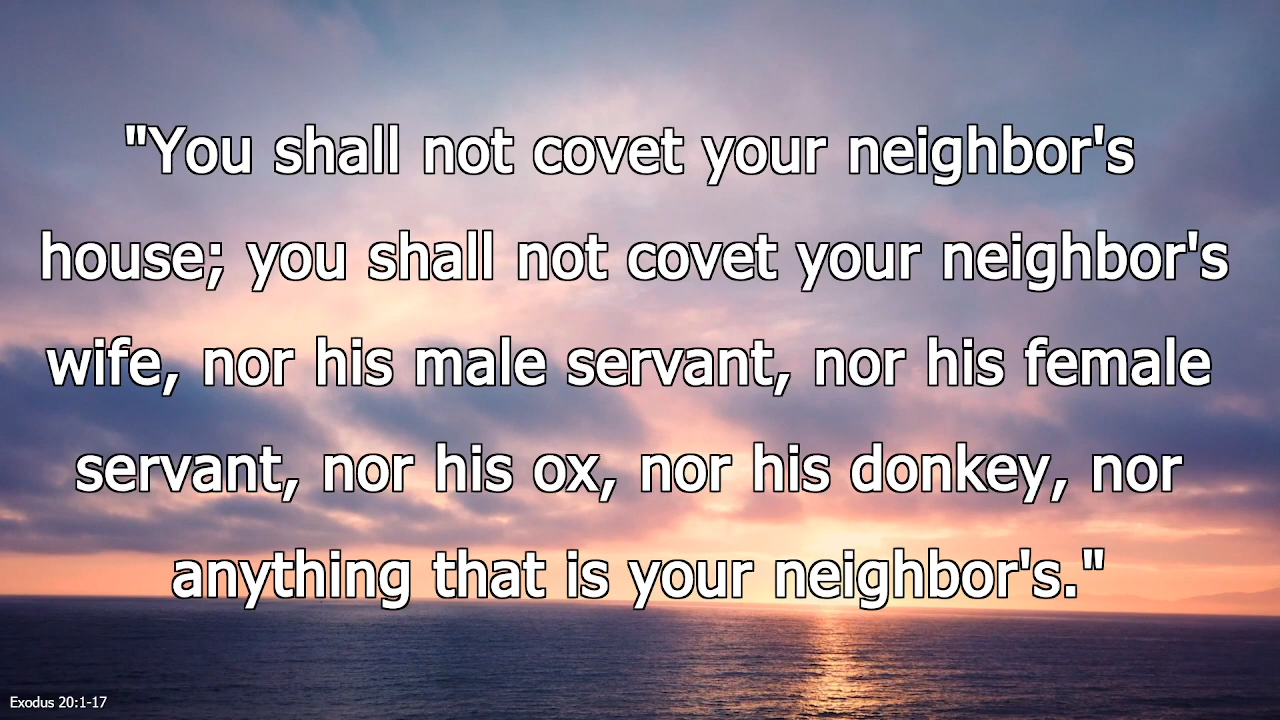 "You shall not covet your neighbor's
house; you shall not covet your neighbor's
wife, nor his male servant, nor his female
servant, nor his ox, nor his donkey, nor
anything that is your neighbor's."
Exodus 20:1-17